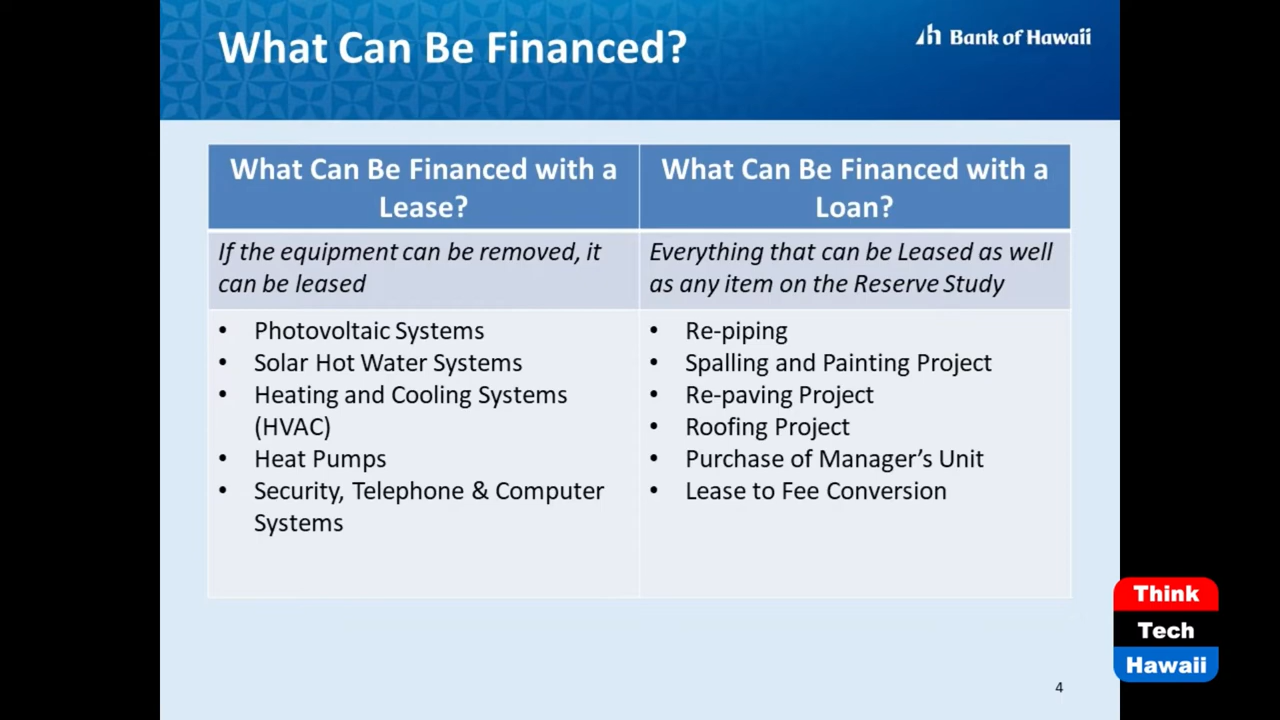 What Can Be Financed?
Bank of Hawaii
What Can Be Financed with a
Lease?
What Can Be Financed with a
Loan?
If the equipment can be removed, it
can be leased
Everything that can be Leased as well
as any item on the Reserve Study
• Photovoltaic Systems
• Solar Hot Water Systems
• Heating and Cooling Systems
(HVAC)
• Heat Pumps
• Security, Telephone & Computer
Systems
• Re-piping
• Spalling and Painting Project
• Re-paving Project
• Roofing Project
• Purchase of Manager’s Unit
• Lease to Fee Conversion
Think
Tech
Hawaii
4